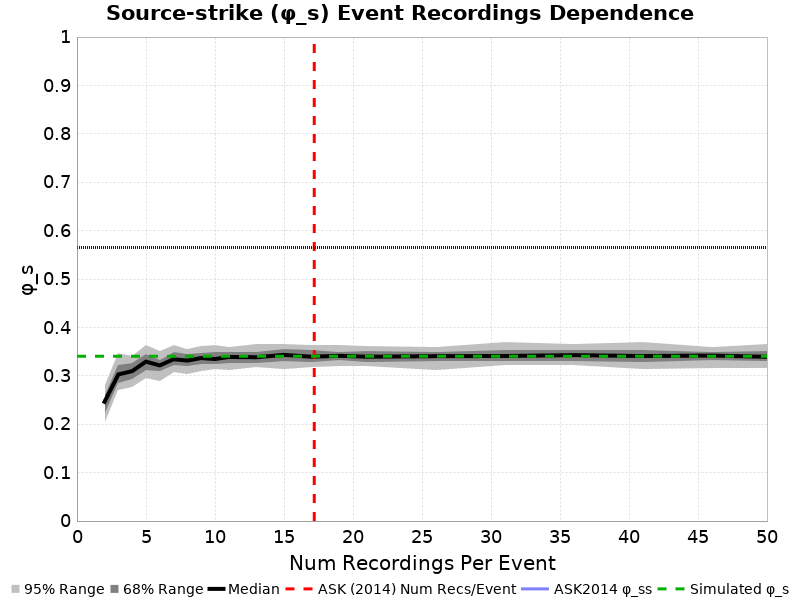 Source-strike (φ_s) Event Recordings Dependence
1
0.9
0.8
0.7
0.6
0.5
0.4
0.3
0.2
0.1
0
φ_s
0 5 10 15 20 25 30 35 40 45 50
Num Recordings Per Event
95% Range 68% Range Median ASK (2014) Num Recs/Event ASK2014 φ_ss Simulated φ_s